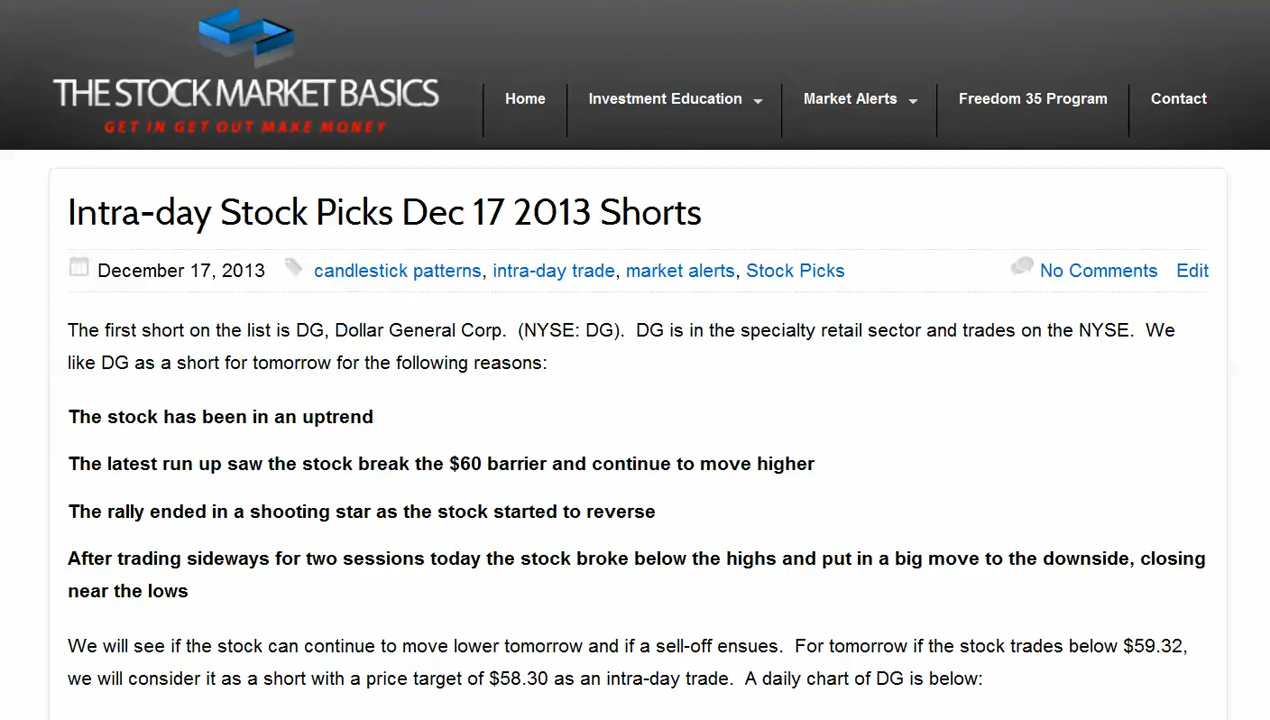 THE STOCK MARKET BASICS
GET IN GET OUT MAKE MONEY
Home Investment Education Market Alerts Freedom 35 Program Contact
Intra-day Stock Picks Dec 17 2013 Shorts
December 17, 2013 candlestick patterns, intra-day trade, market alerts, Stock Picks No Comments Edit
The first short on the list is DG, Dollar General Corp.  (NYSE: DG).  DG is in the specialty retail sector and trades on the NYSE.  We
like DG as a short for tomorrow for the following reasons:
The stock has been in an uptrend
The latest run up saw the stock break the $60 barrier and continue to move higher
The rally ended in a shooting star as the stock started to reverse
After trading sideways for two sessions today the stock broke below the highs and put in a big move to the downside, closing
near the lows
We will see if the stock can continue to move lower tomorrow and if a sell-off ensues.  For tomorrow if the stock trades below $59.32,
we will consider it as a short with a price target of $58.30 as an intra-day trade.  A daily chart of DG is below: